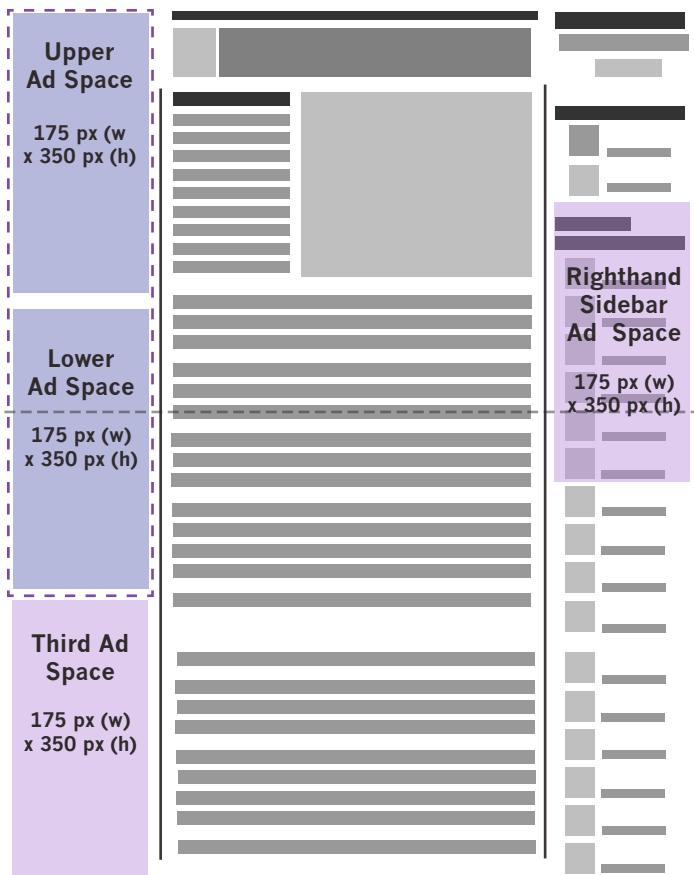 Upper
Ad Space
175 px (w
x 350 px (h)
Lower
Ad Space
175 px (w)
x 350 px (h)
Third Ad
Space
175 px (w)
x 350 px (h)
Righthand
Sidebar
Ad Space
175 px (w)
x 350 px (h)